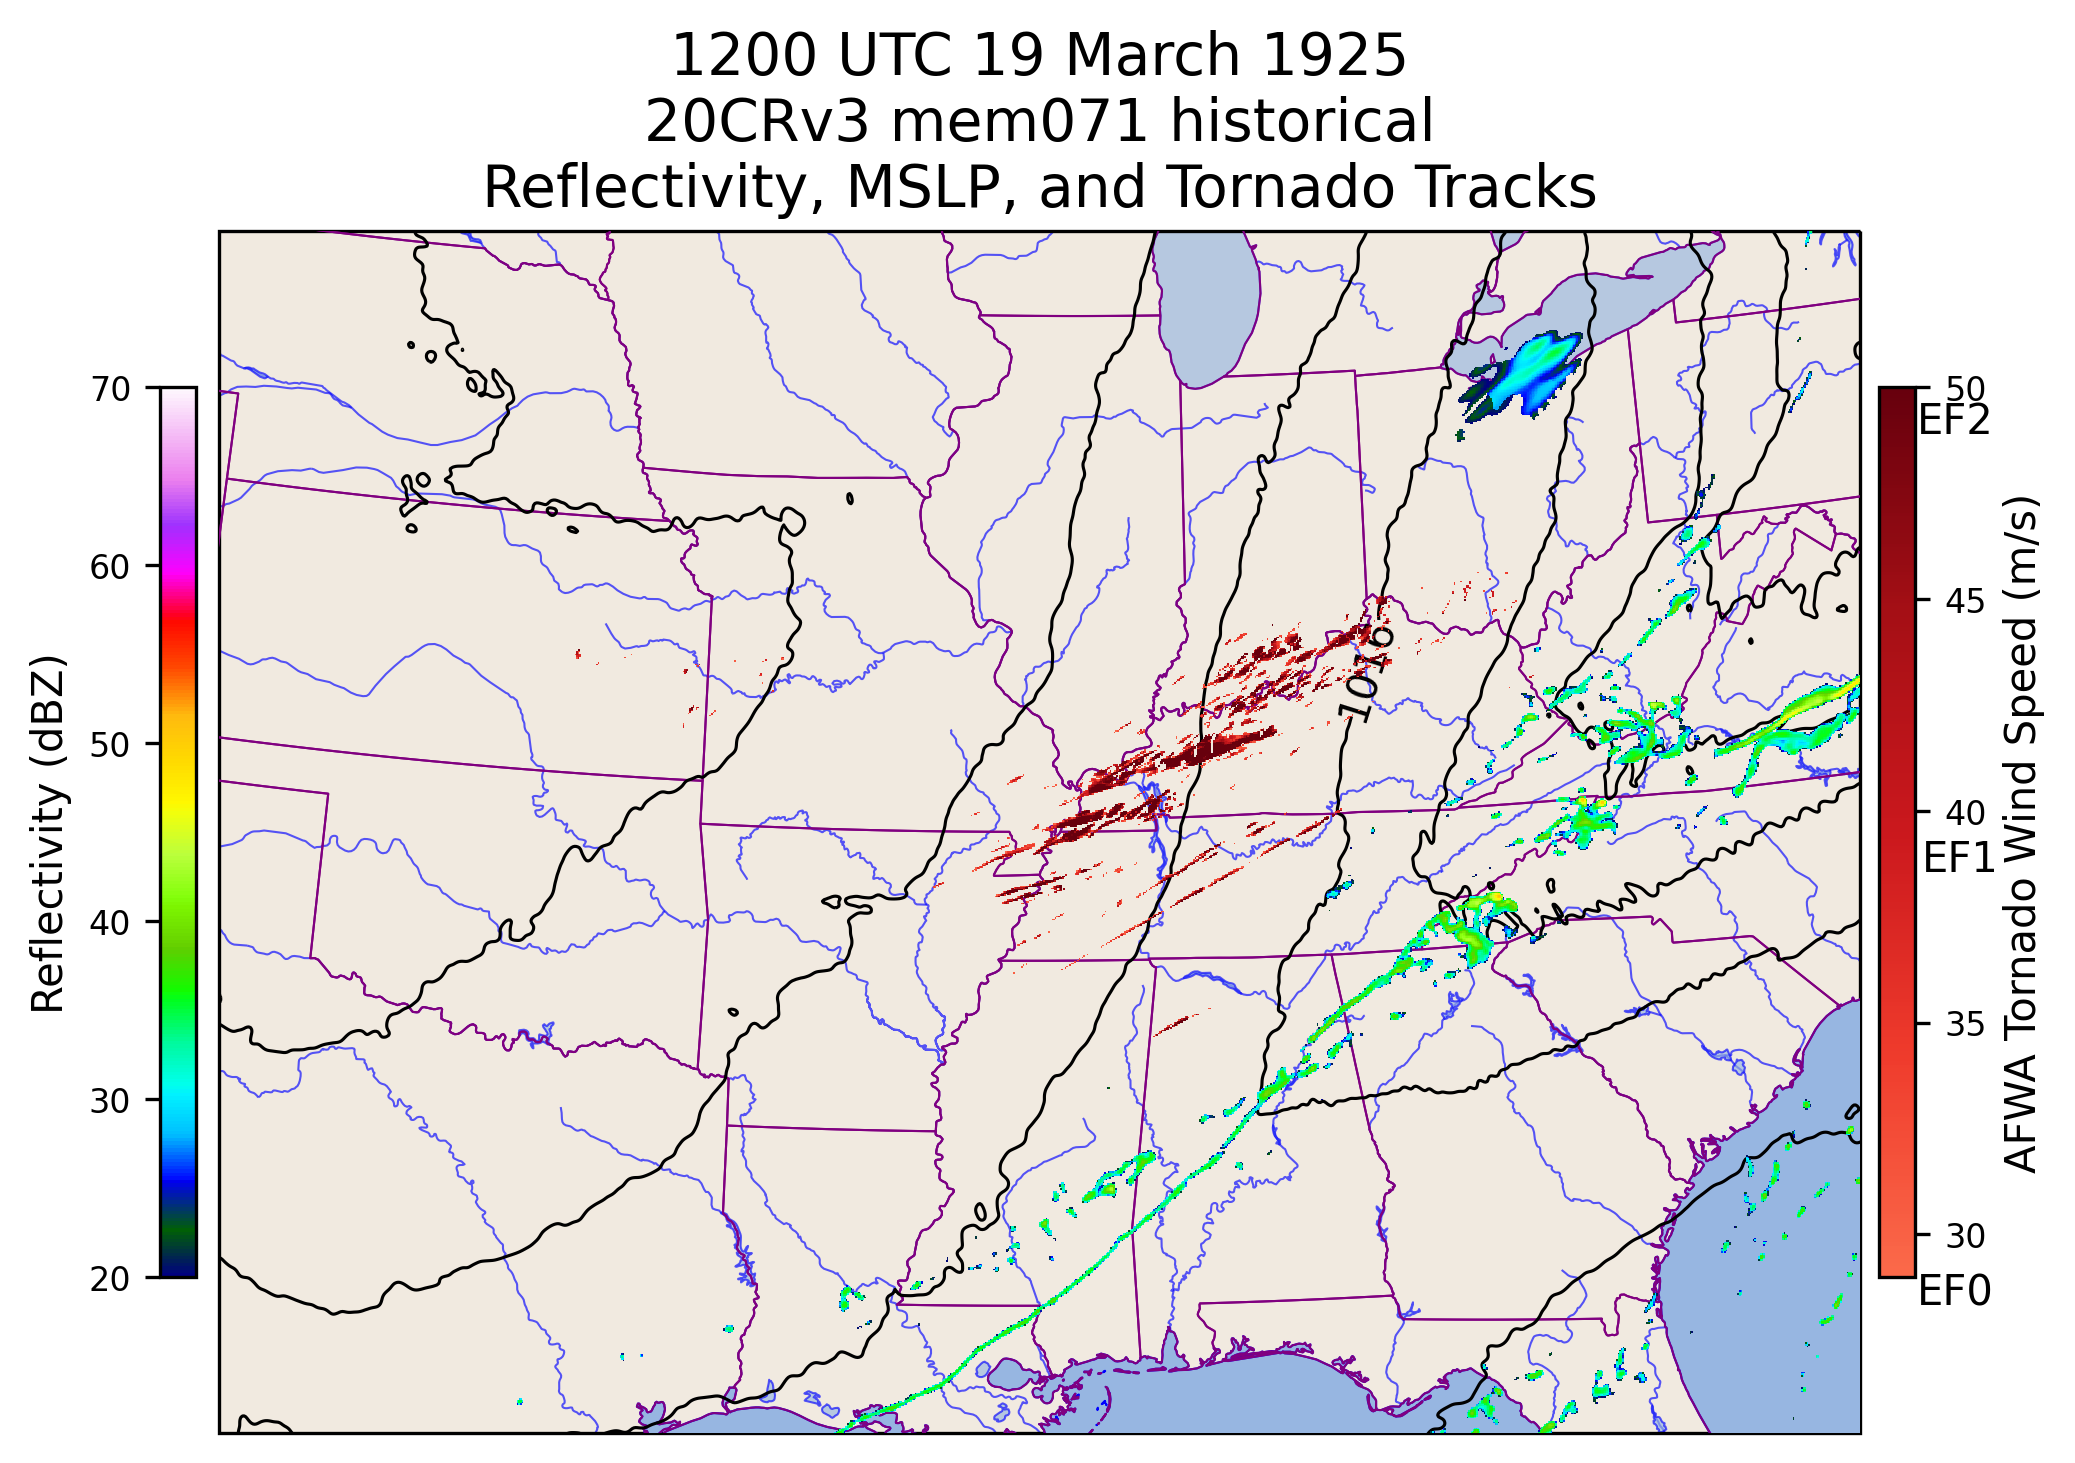 1200 UTC 19 March 1925
20CRv3 mem071 historical
Reflectivity, MSLP, and Tornado Tracks
Reflectivity (dBZ)
70
60
50
40
30
20
1016
50
EF2
45
40
EF1
35
30
EF0
AFWA Tornado Wind Speed (m/s)